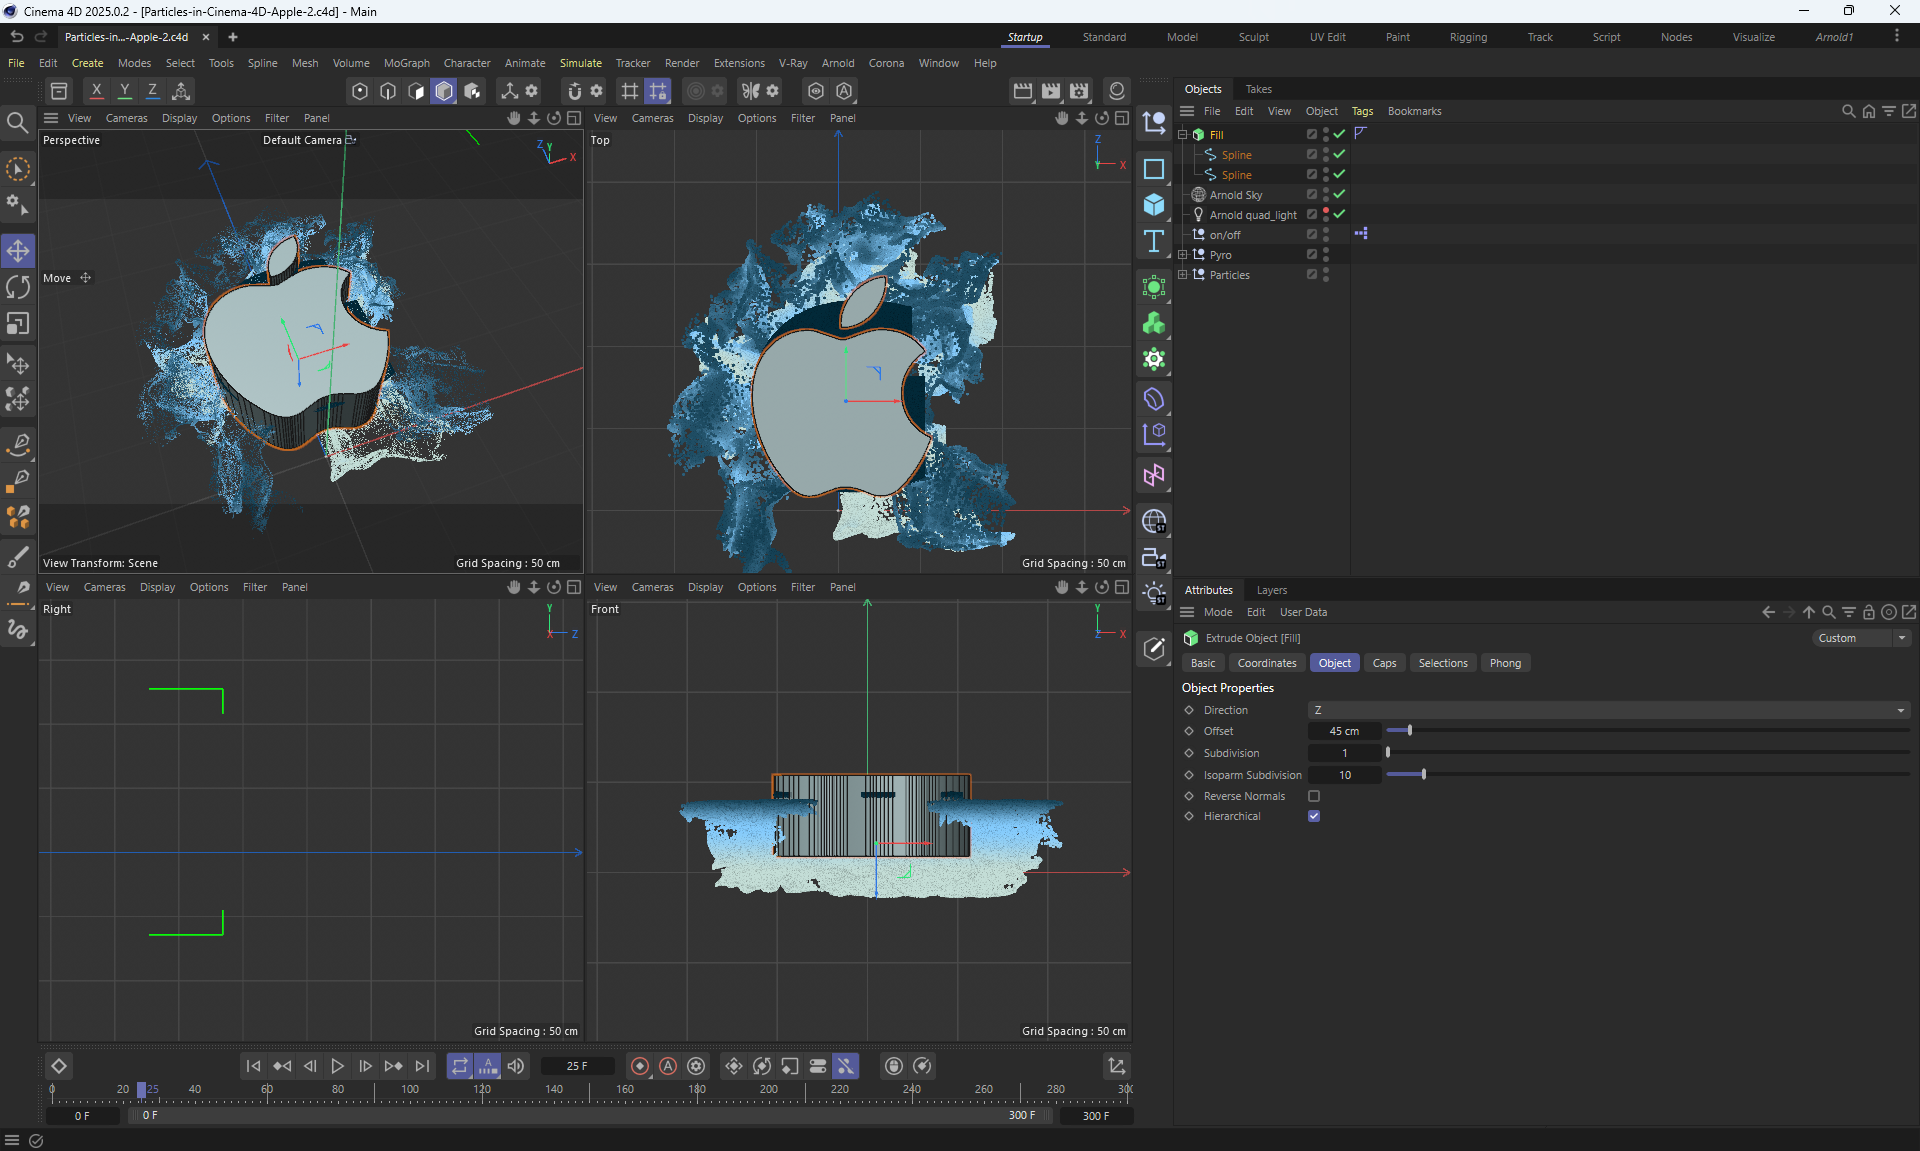 Cinema 4D 2025.0.2 - [Particles-in-Cinema-4D-Apple-2.c4d] - Main
Particles-in...-Apple-2.c4d
Startup Standard Model Sculpt UV Edit Paint Rigging Track Script Nodes Visualize Arnold1
File Edit Create Modes Select Tools Spline Mesh Volume MoGraph Character Animate Simulate Tracker Render Extensions V-Ray Arnold Corona Window Help
X Y Z
Objects Takes
File Edit View Object Tags Bookmarks
Fill
Spline
Spline
Arnold Sky
Arnold quad_light
on/off
Pyro
Particles
View Cameras Display Options Filter Panel
Perspective
Default Camera
Z Y X
Move
View Transform: Scene
Grid Spacing : 50 cm
View Cameras Display Options Filter Panel
Top
Z
Y X
Grid Spacing : 50 cm
View Cameras Display Options Filter Panel
Right
Y
X Z
Grid Spacing : 50 cm
View Cameras Display Options Filter Panel
Front
Y
Z X
Grid Spacing : 50 cm
ST
ST
ST
Attributes Layers
Mode Edit User Data
Extrude Object [Fill]
Custom
Basic Coordinates Object Caps Selections Phong
Object Properties
Direction Z
Offset 45 cm
Subdivision 1
Isoparm Subdivision 10
Reverse Normals
Hierarchical
A
25 F
A
0 20 25 40 60 80 100 120 140 160 180 200 220 240 260 280 30
0 F 0 F 300 F 300 F